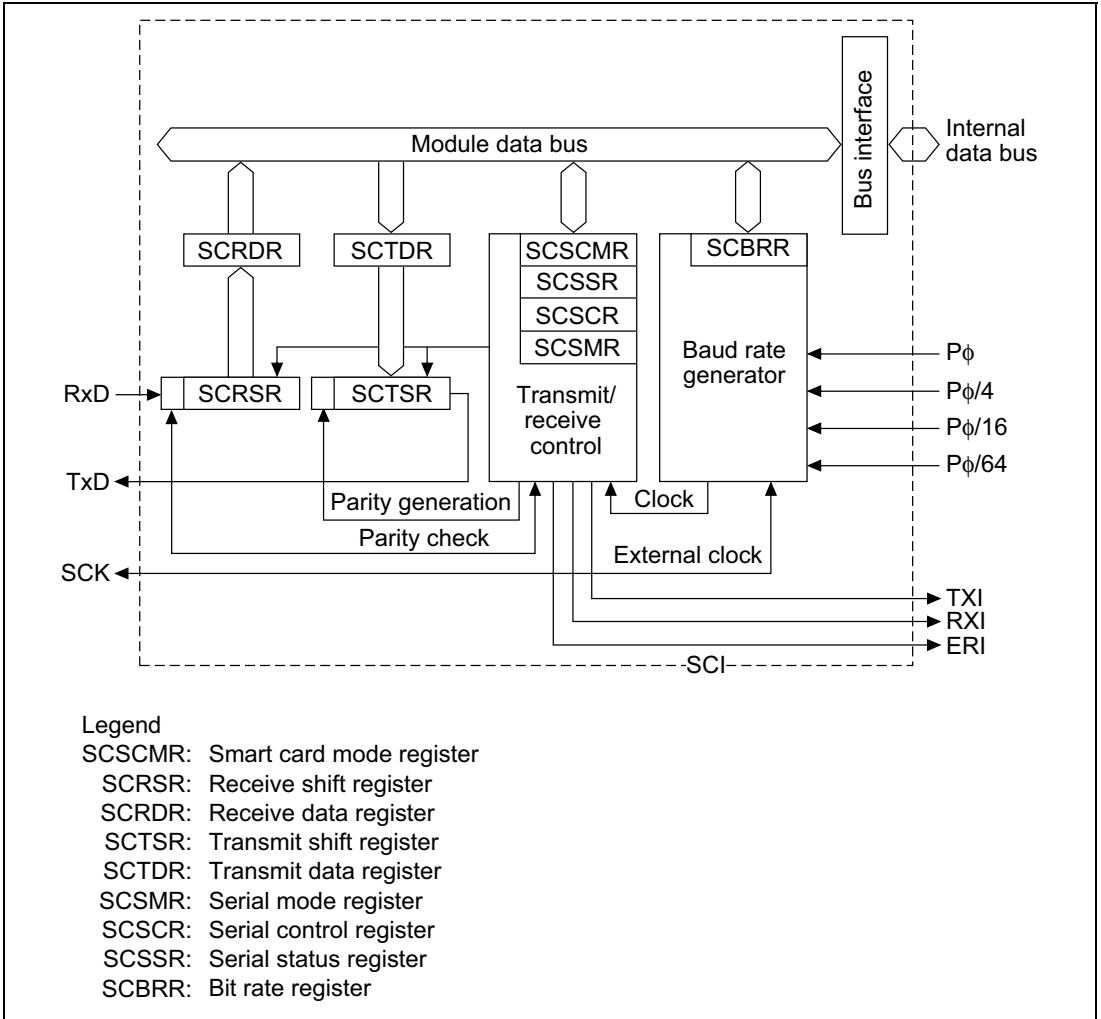 Bus interface
Internal
data bus
Module data bus
SCRDR
SCTDR
SCSCMR
SCBRR
SCSSR
SCSCR
SCSMR
Baud rate
generator
Pϕ
Pϕ/4
Pϕ/16
Pϕ/64
RxD
SCRSR
SCTSR
Transmit/
receive
control
TxD
Parity generation
Clock
Parity check
External clock
SCK
TXI
RXI
ERI
SCI
Legend
SCSCMR: Smart card mode register
SCRSR: Receive shift register
SCRDR: Receive data register
SCTSR: Transmit shift register
SCTDR: Transmit data register
SCSMR: Serial mode register
SCSCR: Serial control register
SCSSR: Serial status register
SCBRR: Bit rate register